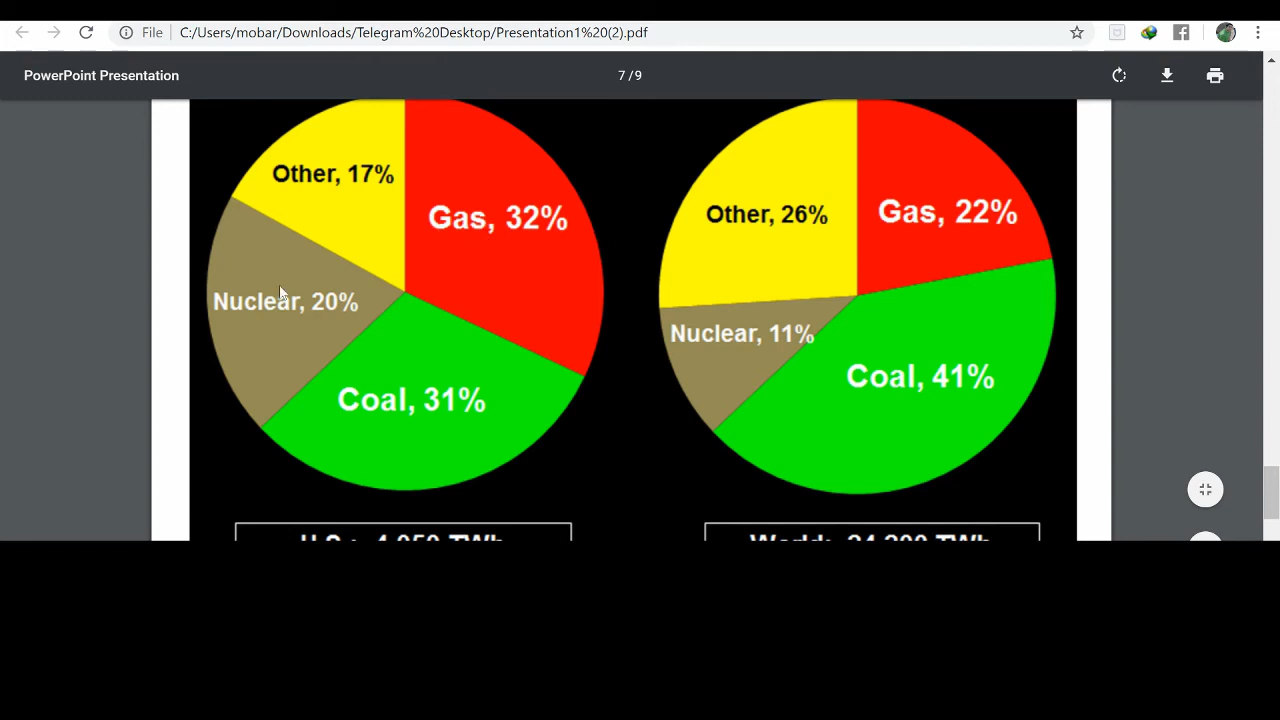 File C:/Users/mobar/Downloads/Telegram%20Desktop/Presentation1%20(2).pdf
PowerPoint Presentation
7 / 9
Other, 17%
Gas, 32%
Nuclear, 20%
Coal, 31%
Other, 26%
Gas, 22%
Nuclear, 11%
Coal, 41%